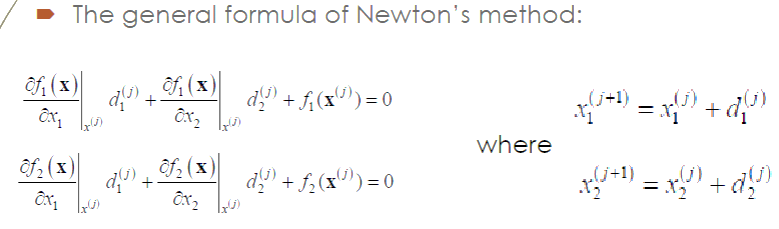 The general formula of Newton's method:
∂f₁(x)/∂x₁|ₓ₍ⱼ₎ d₁⁽ʲ⁾ + ∂f₁(x)/∂x₂|ₓ₍ⱼ₎ d₂⁽ʲ⁾ + f₁(x⁽ʲ⁾) = 0
x₁⁽ʲ⁺¹⁾ = x₁⁽ʲ⁾ + d₁⁽ʲ⁾
where
∂f₂(x)/∂x₁|ₓ₍ⱼ₎ d₁⁽ʲ⁾ + ∂f₂(x)/∂x₂|ₓ₍ⱼ₎ d₂⁽ʲ⁾ + f₂(x⁽ʲ⁾) = 0
x₂⁽ʲ⁺¹⁾ = x₂⁽ʲ⁾ + d₂⁽ʲ⁾